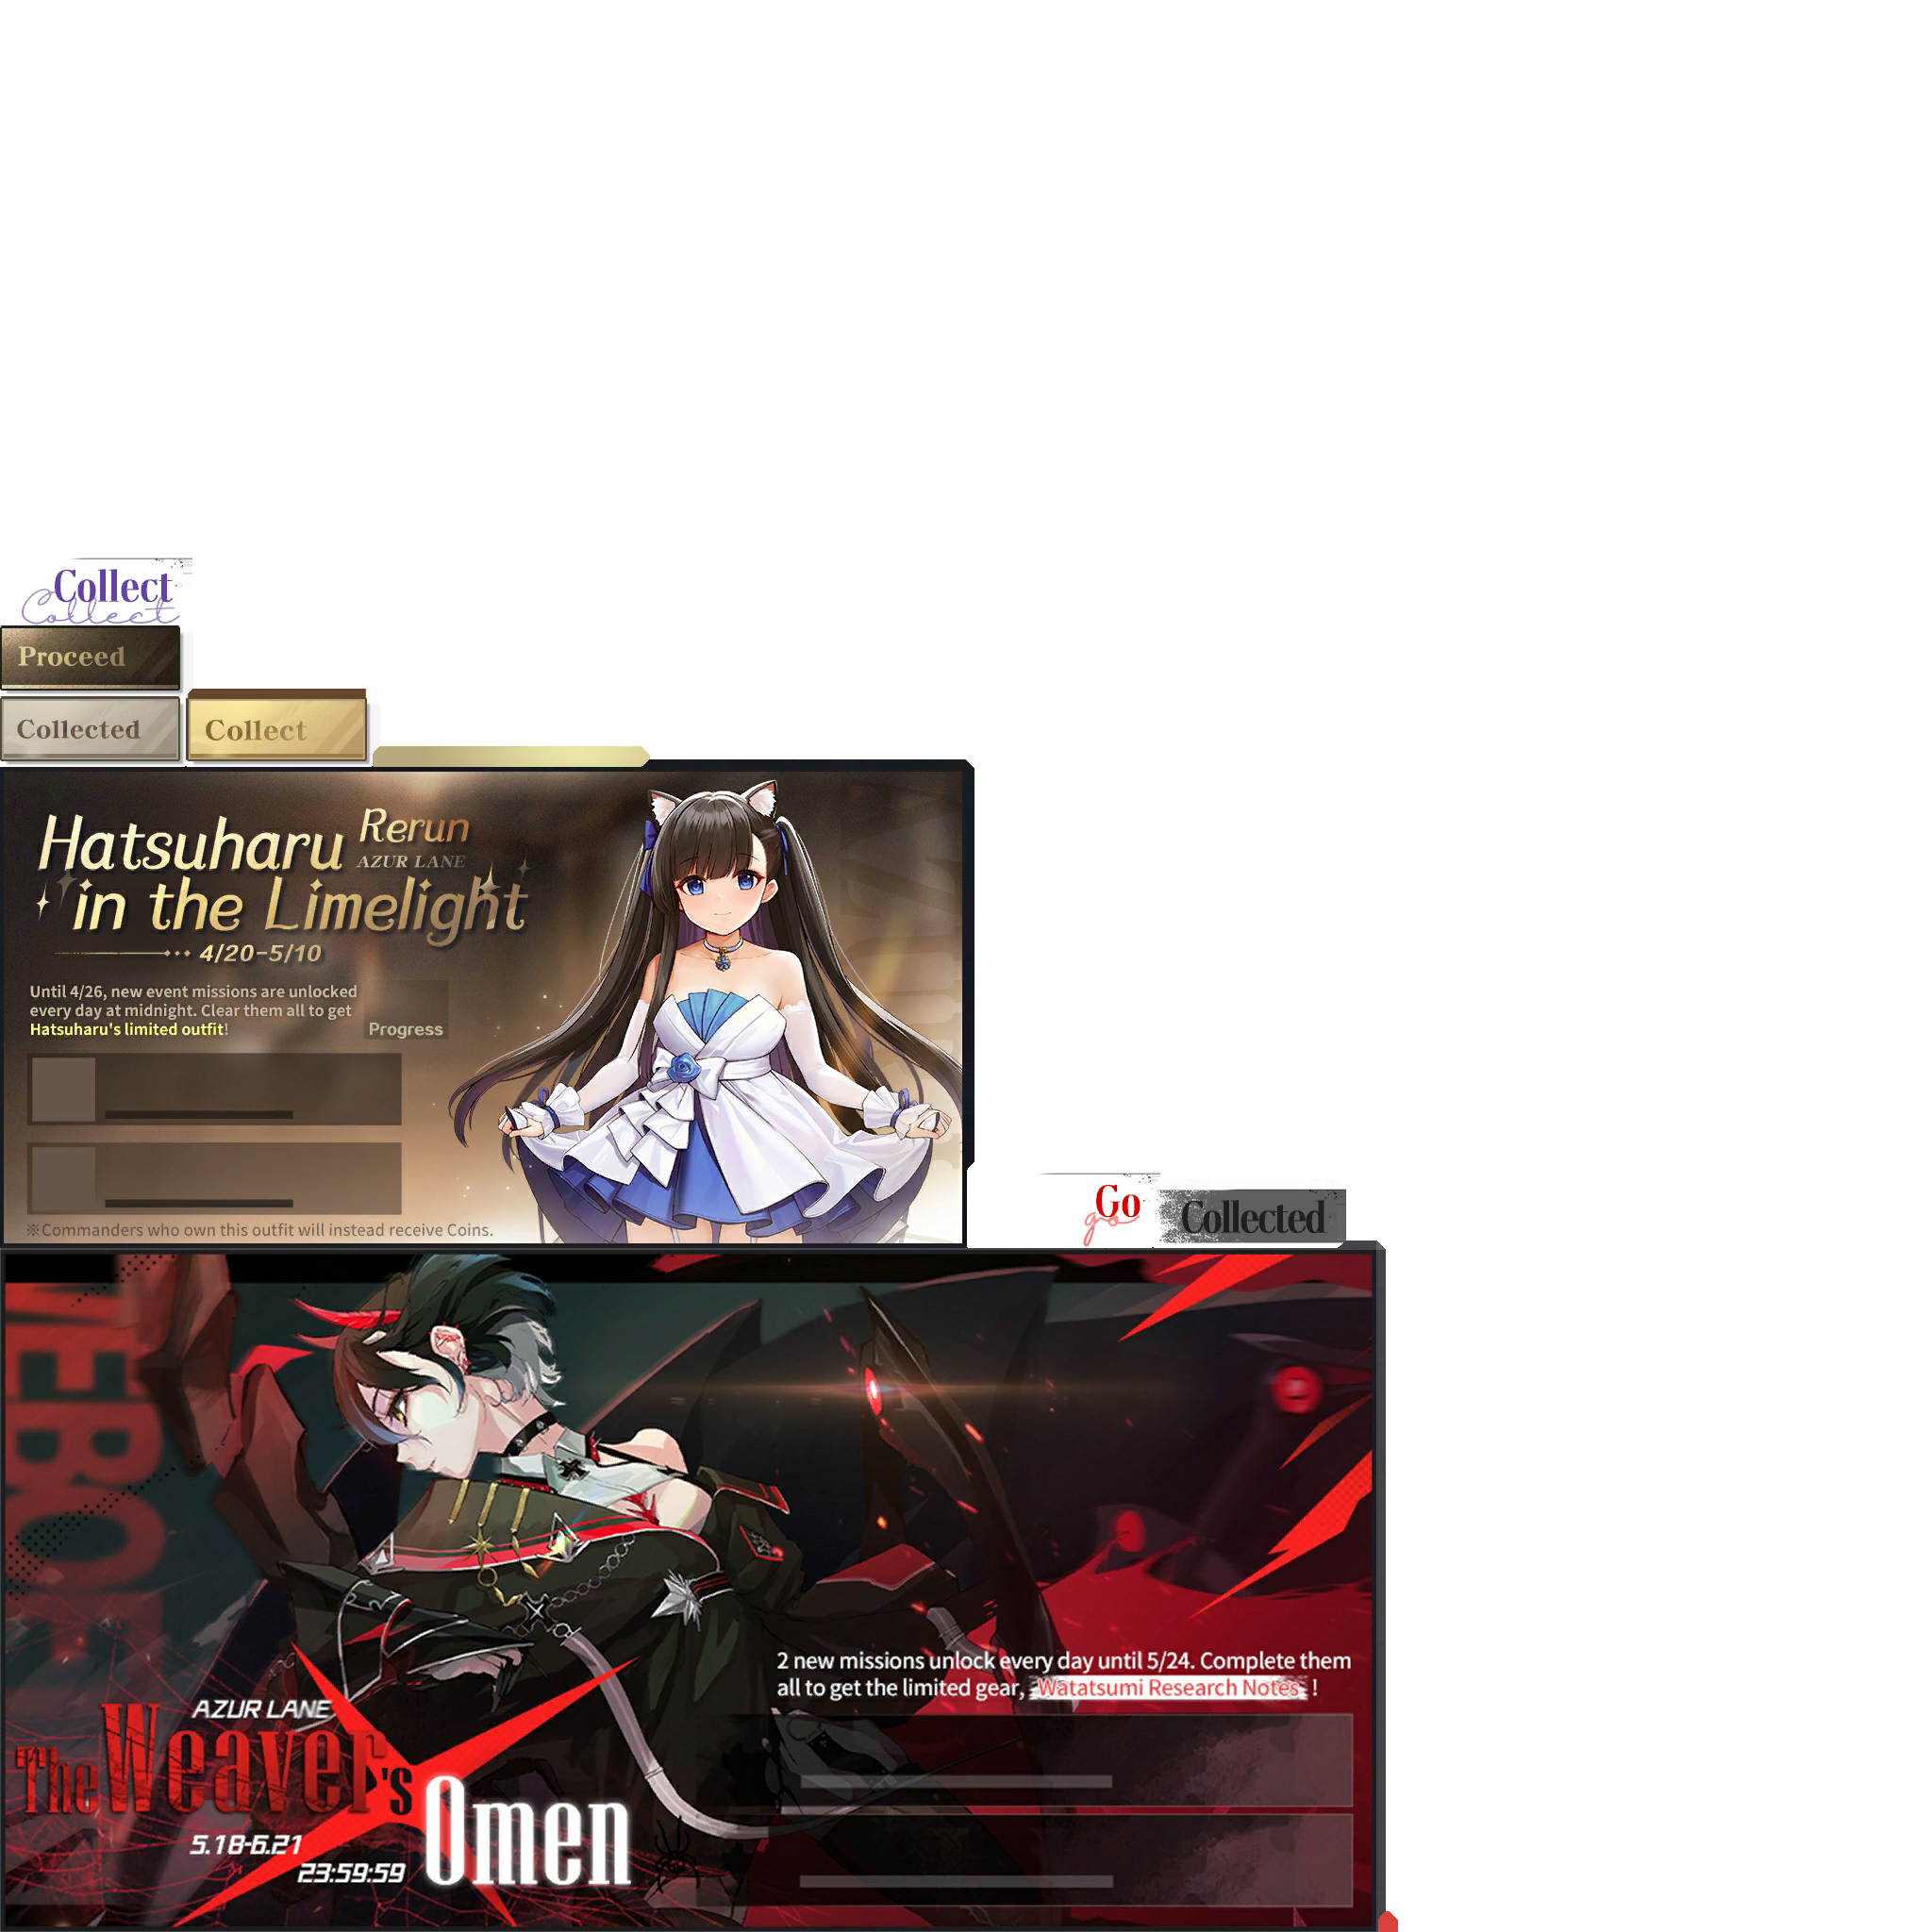 Collect
Collect
Proceed
Collected
Collect
Hatsuharu Rerun
AZUR LANE
in the Limelight
4/20-5/10
Until 4/26, new event missions are unlocked
every day at midnight. Clear them all to get
Hatsuharu's limited outfit!
Progress
※Commanders who own this outfit will instead receive Coins.
Go
go
Collected
2 new missions unlock every day until 5/24. Complete them
all to get the limited gear, Watatsumi Research Notes !
AZUR LANE
The Weaver's
Omen
5.18-6.21
23:59:59